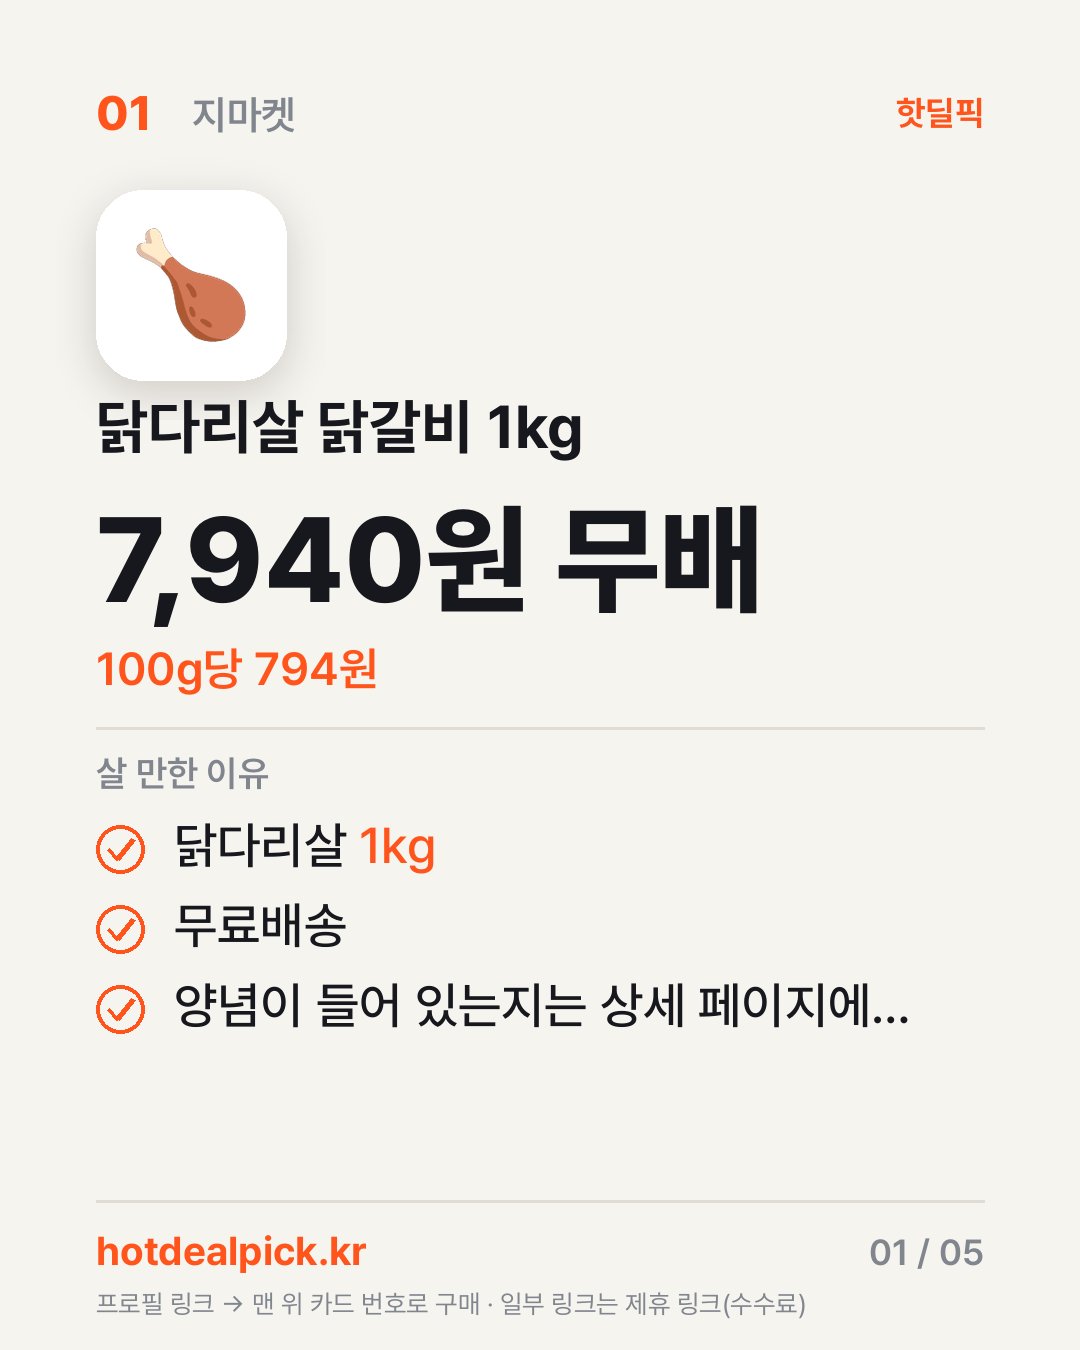 01 지마켓 핫딜픽
닭다리살 닭갈비 1kg
7,940원 무배
100g당 794원
살 만한 이유
닭다리살 1kg
무료배송
양념이 들어 있는지는 상세 페이지에...
hotdealpick.kr 01 / 05
프로필 링크 → 맨 위 카드 번호로 구매 · 일부 링크는 제휴 링크(수수료)